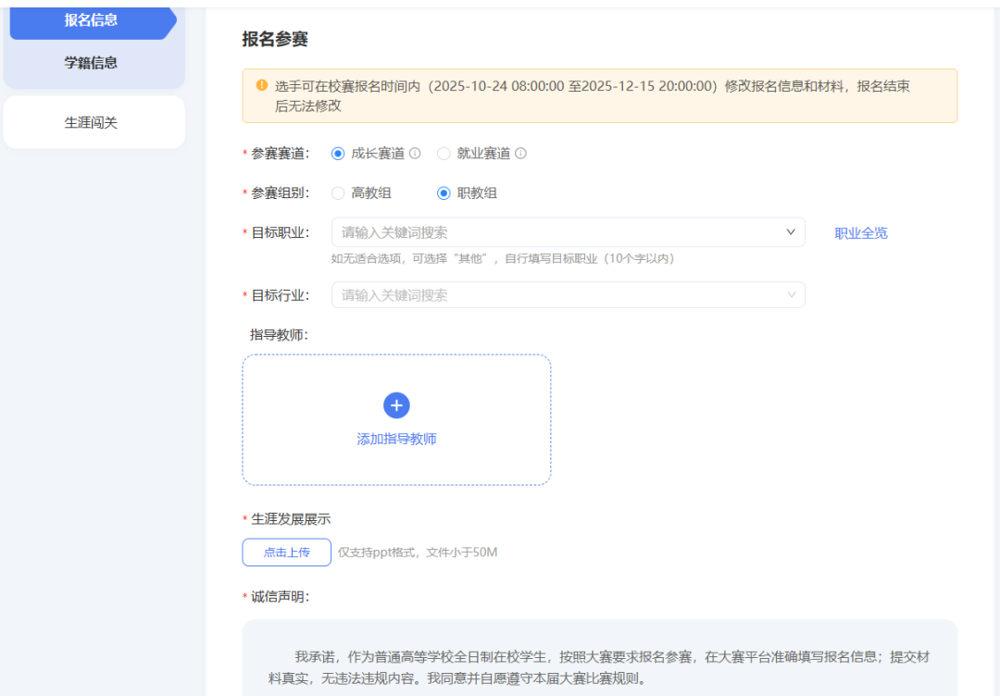 报名信息
学籍信息
生涯闯关
报名参赛
选手可在校赛报名时间内（2025-10-24 08:00:00 至2025-12-15 20:00:00）修改报名信息和材料，报名结束
后无法修改
* 参赛赛道： 成长赛道 就业赛道
* 参赛组别： 高教组 职教组
* 目标职业： 请输入关键词搜索 职业全览
如无适合选项，可选择“其他”，自行填写目标职业（10个字以内）
* 目标行业： 请输入关键词搜索
指导教师：
添加指导教师
* 生涯发展展示
点击上传 仅支持ppt格式，文件小于50M
* 诚信声明：
我承诺，作为普通高等学校全日制在校学生，按照大赛要求报名参赛，在大赛平台准确填写报名信息；提交材
料真实，无违法违规内容。我同意并自愿遵守本届大赛比赛规则。